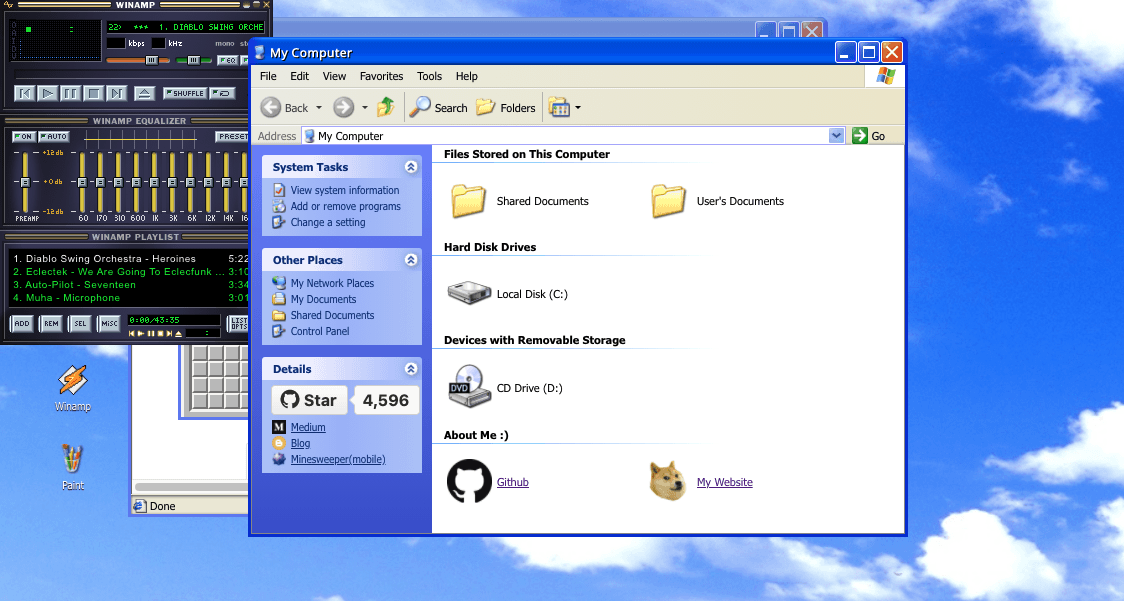 WINAMP
22> *** 1. DIABLO SWING ORCHE
kbps kHz mono
EQ
SHUFFLE
WINAMP EQUALIZER
ON AUTO PRESET
+12 db
+0 db
-12 db
PREAMP 60 170 310 600 1K 3K 6K 12K 14K 16
WINAMP PLAYLIST
1. Diablo Swing Orchestra - Heroines 5:22
2. Eclectek - We Are Going To Eclecfunk ... 3:10
3. Auto-Pilot - Seventeen 3:34
4. Muha - Microphone 3:01
ADD REM SEL MISC 0:00/43:35 LIST OPTS
Winamp
Paint
Done
My Computer
File Edit View Favorites Tools Help
Back Search Folders
Address My Computer Go
System Tasks
View system information
Add or remove programs
Change a setting
Other Places
My Network Places
My Documents
Shared Documents
Control Panel
Details
Star 4,596
Medium
Blog
Minesweeper(mobile)
Files Stored on This Computer
Shared Documents User's Documents
Hard Disk Drives
Local Disk (C:)
Devices with Removable Storage
DVD
CD Drive (D:)
About Me :)
Github My Website